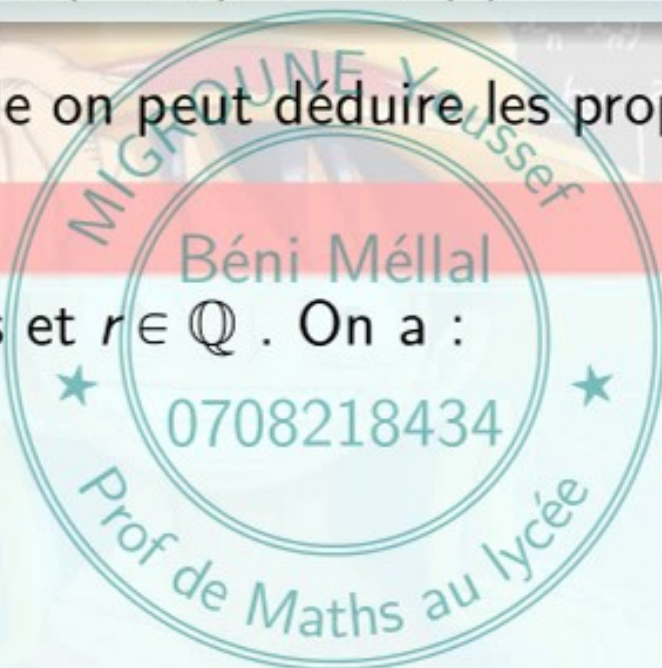 e on peut déduire les prop
MIGROUNE Youssef
Béni Méllal
s et r ∈ ℚ . On a :
★ ★
0708218434
Prof de Maths au lycée